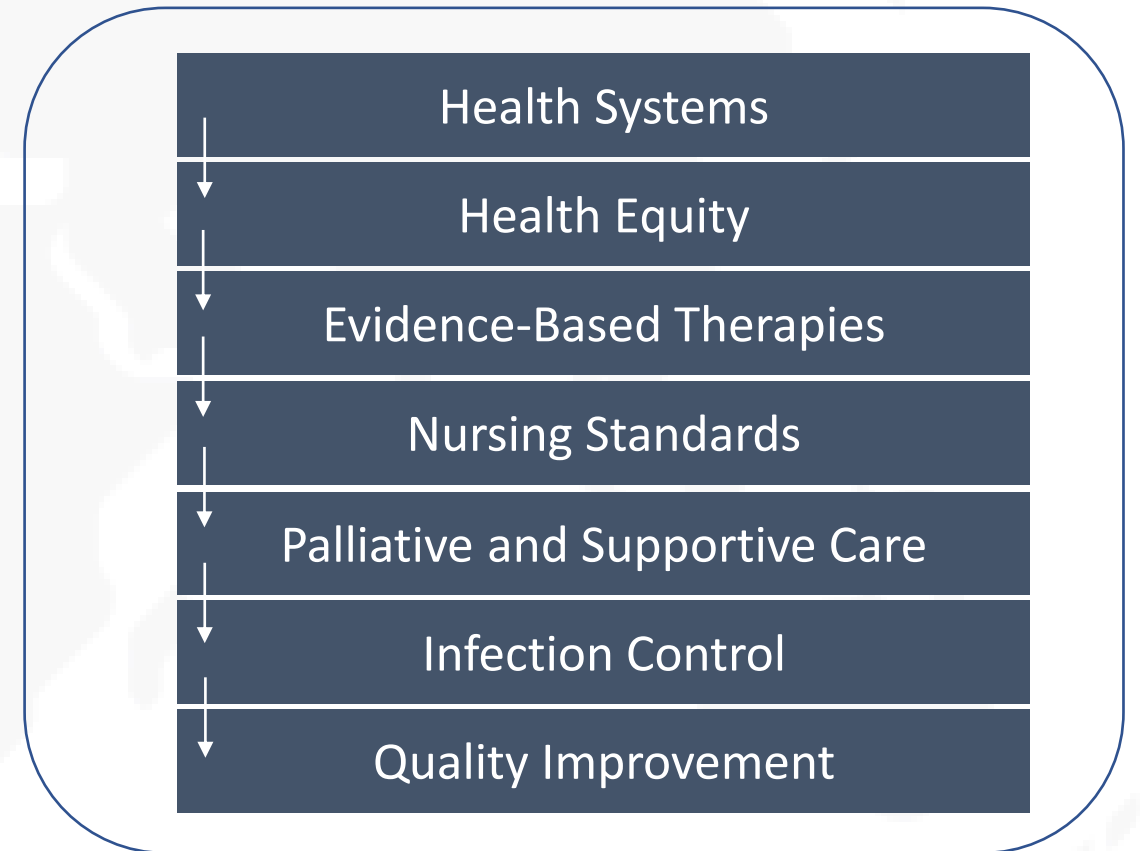 Health Systems
Health Equity
Evidence-Based Therapies
Nursing Standards
Palliative and Supportive Care
Infection Control
Quality Improvement